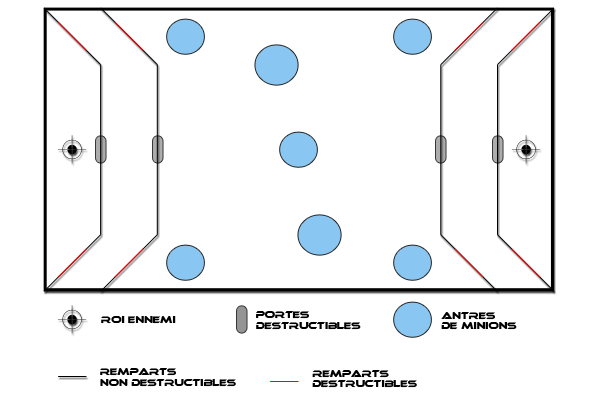 ROI ENNEMI
PORTES
DESTRUCTIBLES
ANTRES
DE MINIONS
REMPARTS
NON DESTRUCTIBLES
REMPARTS
DESTRUCTIBLES